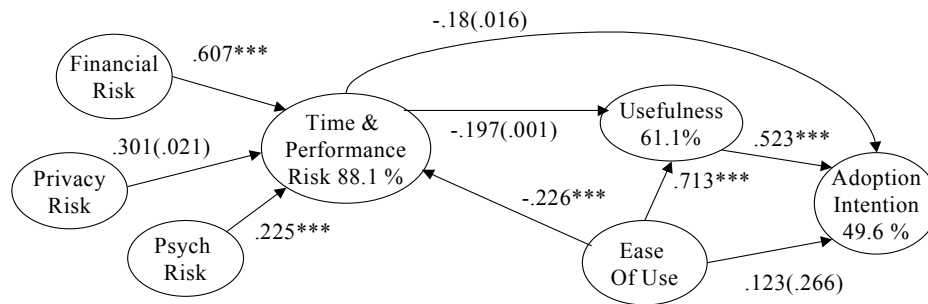 -.18(.016)
.607***
Financial
Risk
Time &
Performance
Risk 88.1 %
Usefulness
61.1%
-.197(.001)
.523***
.301(.021)
Privacy
Risk
.713***
Adoption
Intention
49.6 %
-.226***
.225***
Psych
Risk
Ease
Of Use
.123(.266)